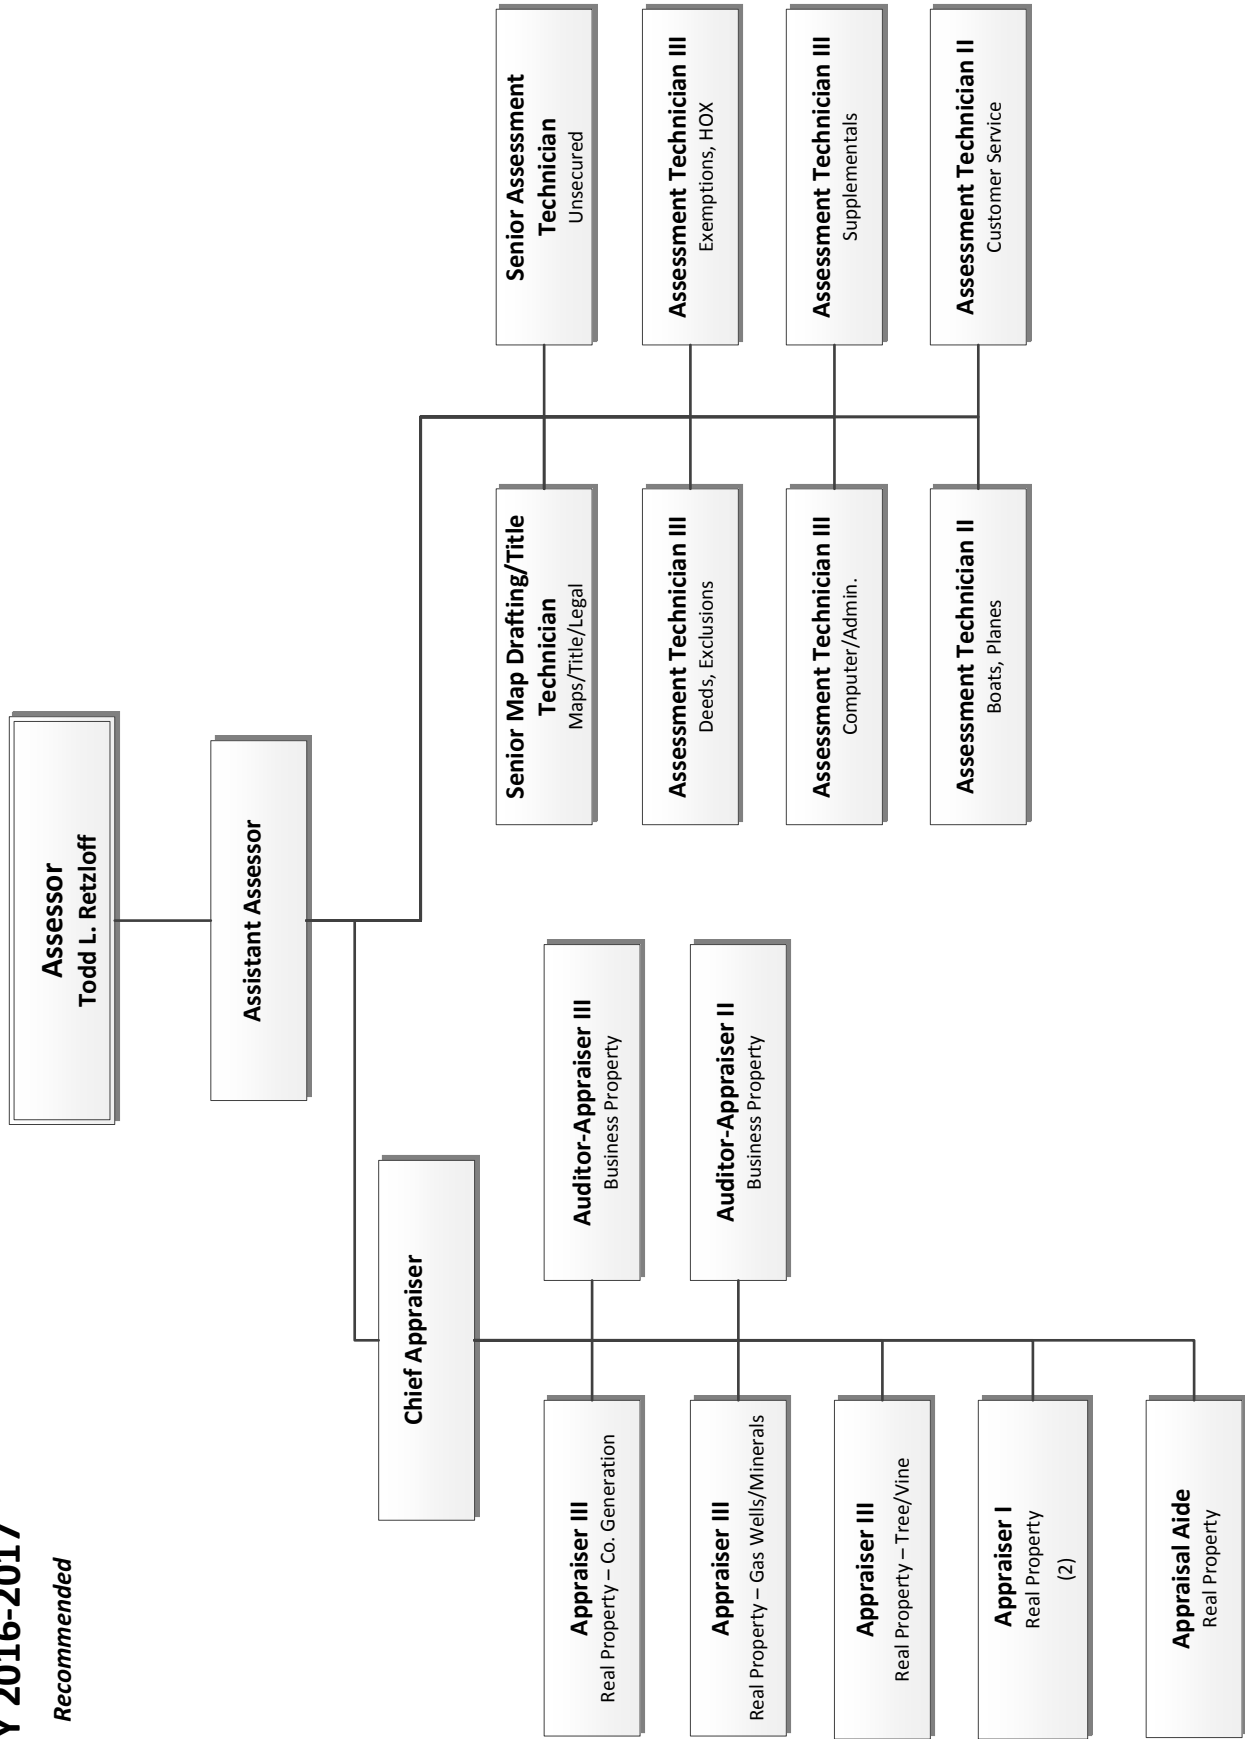 Y 2016-2017
Recommended
Assessor
Todd L. Retzloff
Assistant Assessor
Chief Appraiser
Appraiser III
Real Property – Co. Generation
Auditor-Appraiser III
Business Property
Appraiser III
Real Property – Gas Wells/Minerals
Auditor-Appraiser II
Business Property
Appraiser III
Real Property – Tree/Vine
Appraiser I
Real Property
(2)
Appraisal Aide
Real Property
Senior Map Drafting/Title
Technician
Maps/Title/Legal
Senior Assessment
Technician
Unsecured
Assessment Technician III
Deeds, Exclusions
Assessment Technician III
Exemptions, HOX
Assessment Technician III
Computer/Admin.
Assessment Technician III
Supplementals
Assessment Technician II
Boats, Planes
Assessment Technician II
Customer Service